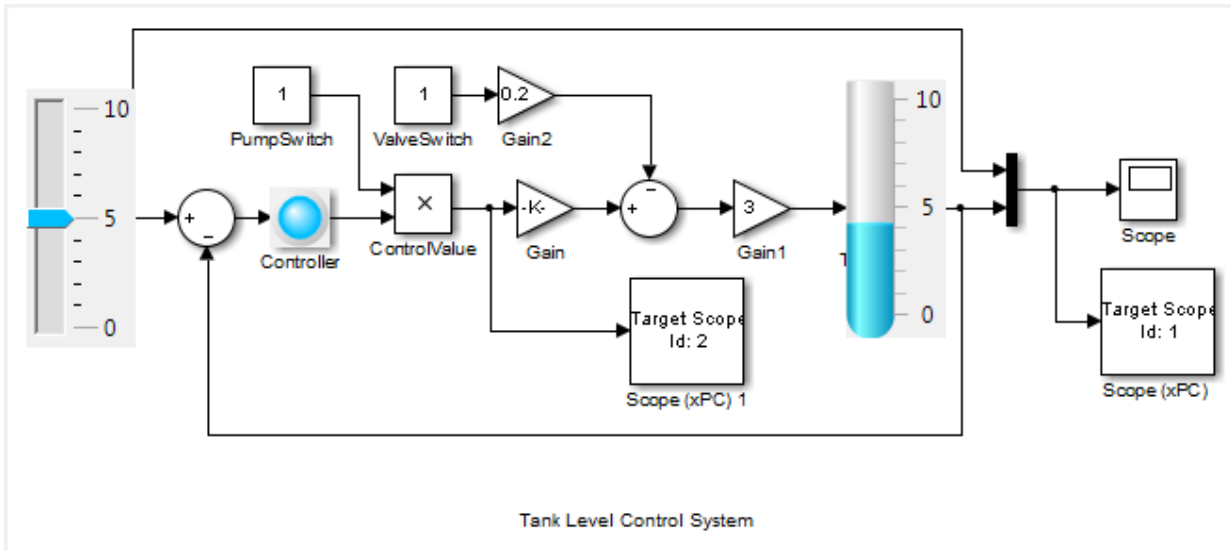 10
5
0
+
−
1
PumpSwitch
1
ValveSwitch
0.2
Gain2
Controller
×
ControlValue
-K-
Gain
+
−
3
Gain1
10
5
0
T
Target Scope
Id: 2
Scope (xPC) 1
Scope
Target Scope
Id: 1
Scope (xPC)
Tank Level Control System